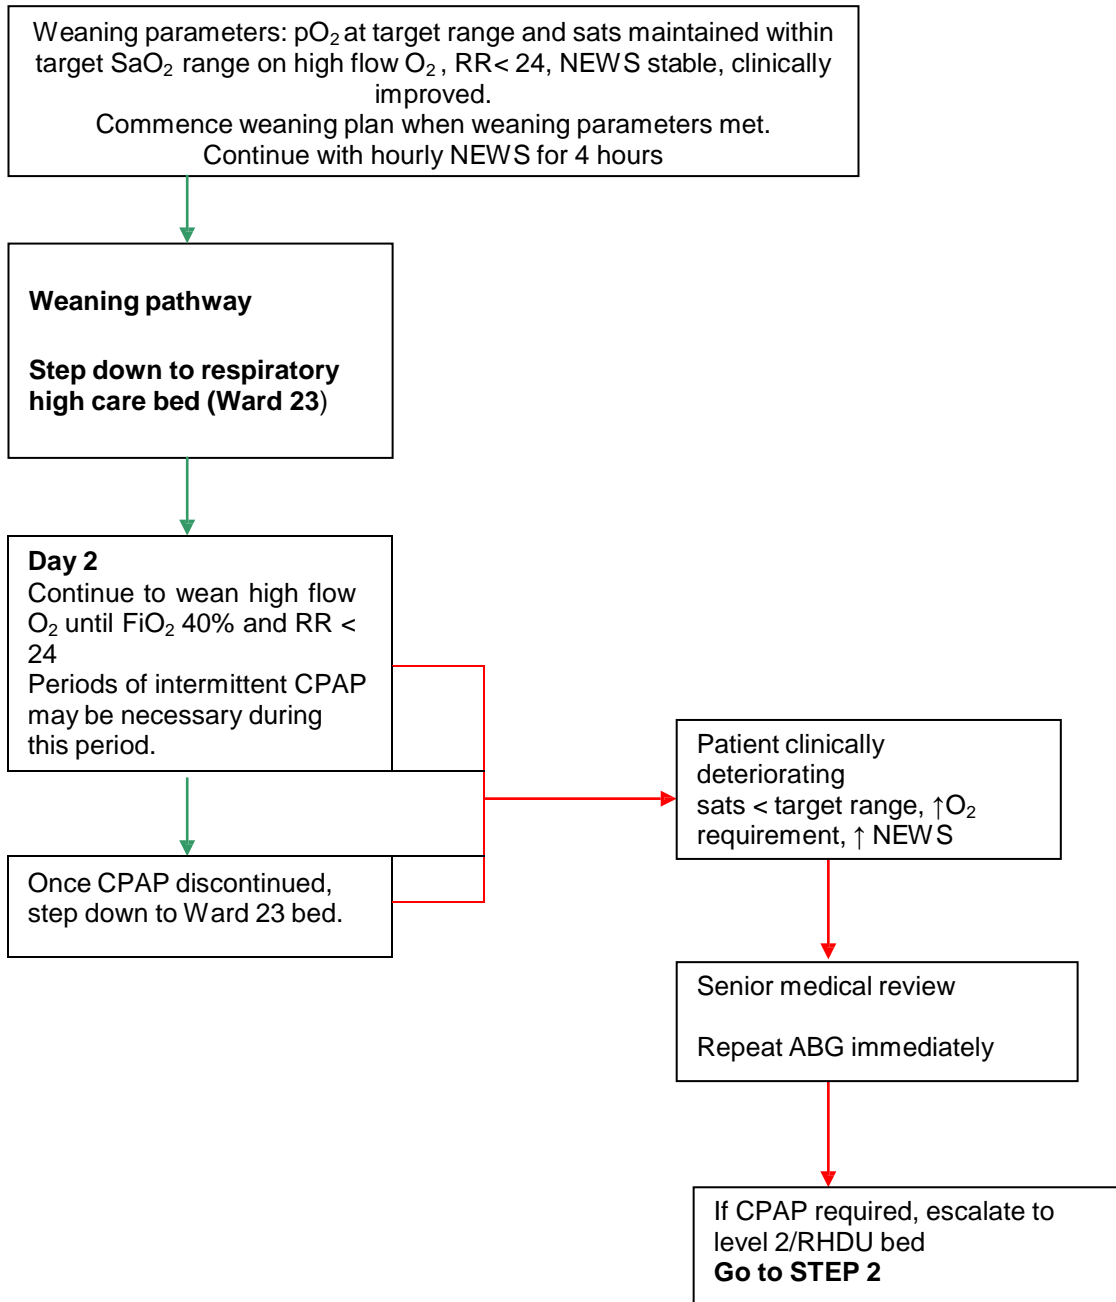 Weaning parameters: pO₂ at target range and sats maintained within
target SaO₂ range on high flow O₂ , RR< 24, NEWS stable, clinically
improved.
Commence weaning plan when weaning parameters met.
Continue with hourly NEWS for 4 hours
Weaning pathway
Step down to respiratory
high care bed (Ward 23)
Day 2
Continue to wean high flow
O₂ until FiO₂ 40% and RR <
24
Periods of intermittent CPAP
may be necessary during
this period.
Once CPAP discontinued,
step down to Ward 23 bed.
Patient clinically
deteriorating
sats < target range, ↑O₂
requirement, ↑ NEWS
Senior medical review
Repeat ABG immediately
If CPAP required, escalate to
level 2/RHDU bed
Go to STEP 2